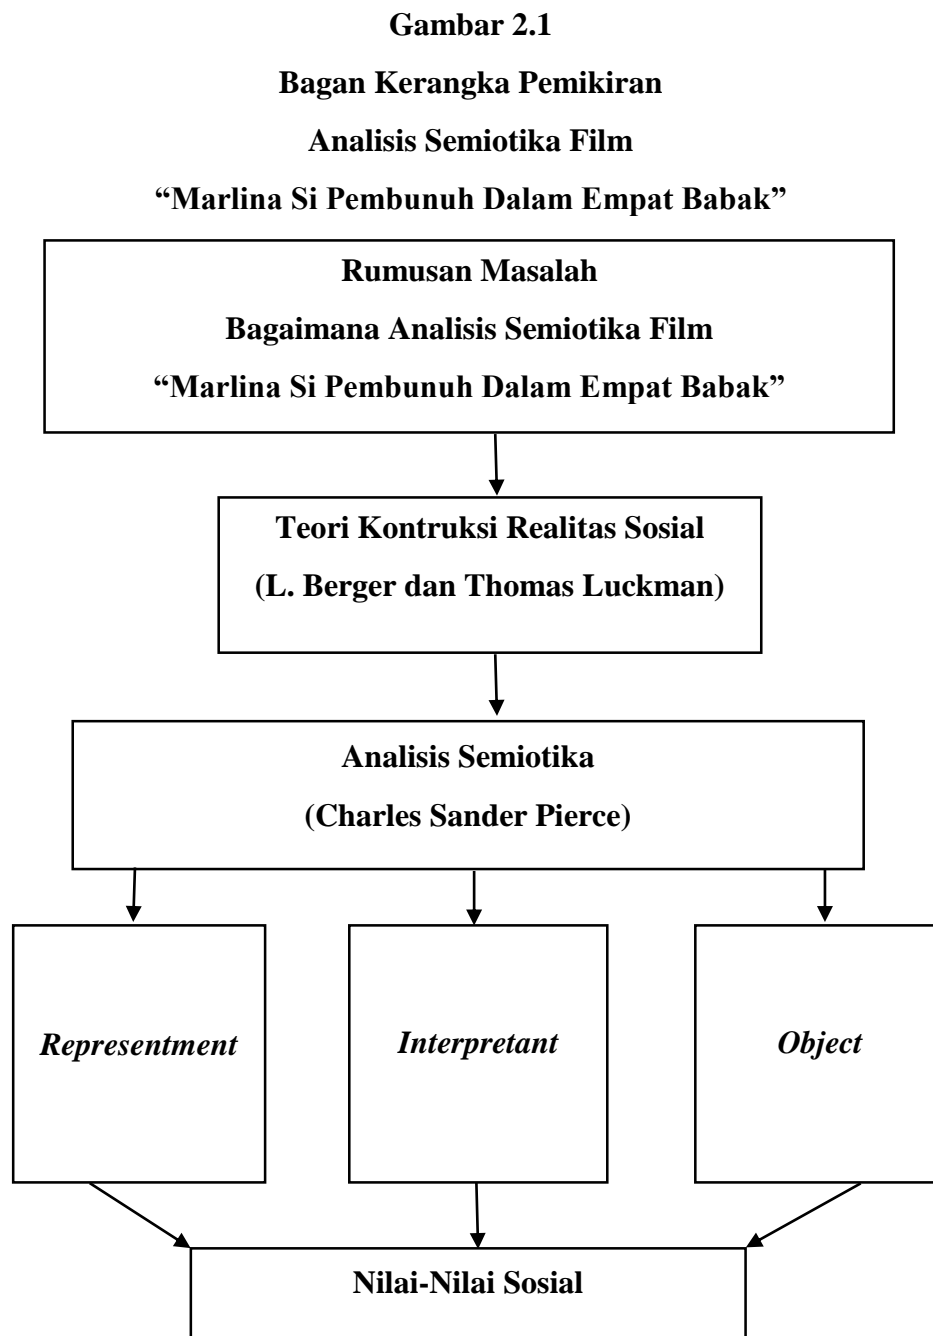 Gambar 2.1
Bagan Kerangka Pemikiran
Analisis Semiotika Film
“Marlina Si Pembunuh Dalam Empat Babak”
Rumusan Masalah
Bagaimana Analisis Semiotika Film
“Marlina Si Pembunuh Dalam Empat Babak”
Teori Kontruksi Realitas Sosial
(L. Berger dan Thomas Luckman)
Analisis Semiotika
(Charles Sander Pierce)
Representment
Interpretant
Object
Nilai-Nilai Sosial